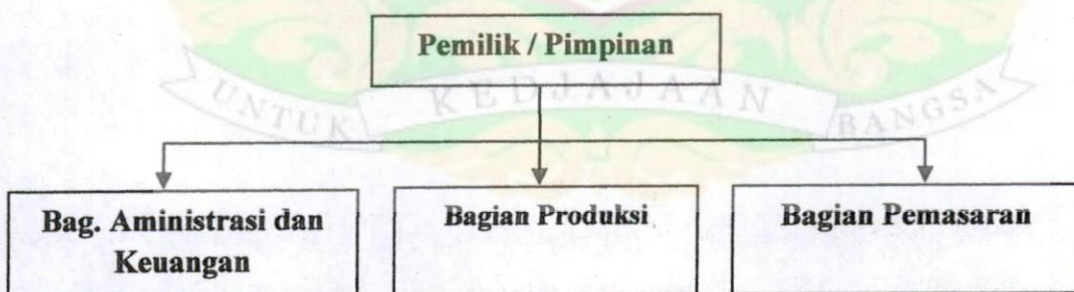 Pemilik / Pimpinan
UNTUK KEDJAJAAN BANGSA
Bag. Aministrasi dan
Keuangan
Bagian Produksi
Bagian Pemasaran